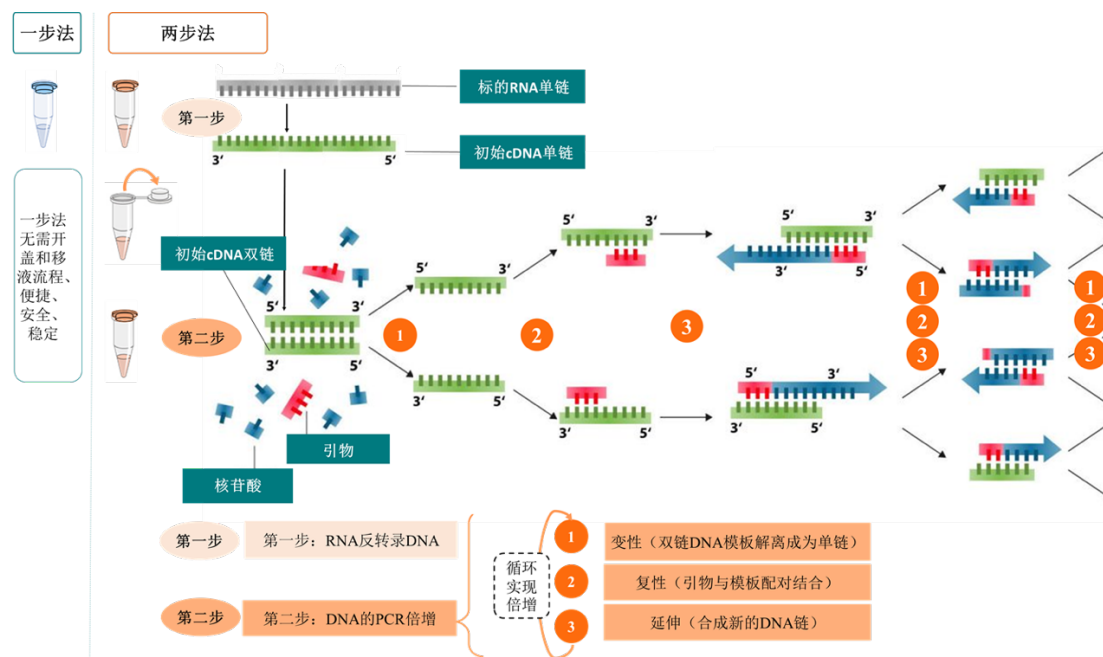 一步法
两步法
标的RNA单链
第一步
初始cDNA单链
3‘
5‘
一步法
无需开
盖和移
液流程、
便捷、
安全、
稳定
初始cDNA双链
5‘
3‘
第二步
3‘
5‘
1
5‘
3‘
3‘
5‘
2
5‘
3‘
3‘
5‘
3
5‘
3‘
3‘
5‘
5‘
3‘
3‘
5‘
1
2
3
1
2
3
引物
核苷酸
第一步
第一步：RNA反转录DNA
第二步
第二步：DNA的PCR倍增
循环
实现
倍增
1
变性（双链DNA模板解离成为单链）
2
复性（引物与模板配对结合）
3
延伸（合成新的DNA链）